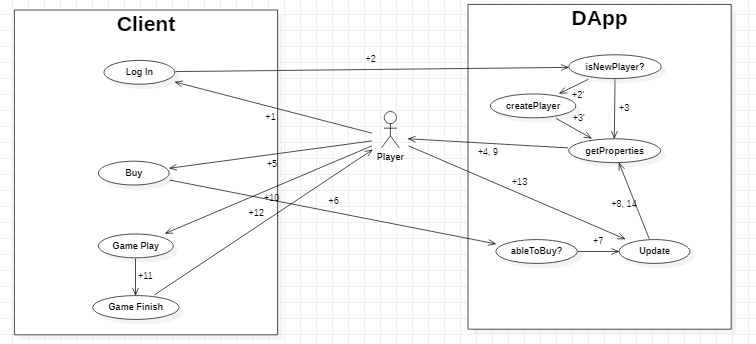 Client
DApp
+2
Log In
isNewPlayer?
+2'
createPlayer
+3
+1
+3'
Player
+4, 9
getProperties
+5
Buy
+13
+10
+6
+8, 14
+12
Game Play
+7
ableToBuy?
Update
+11
Game Finish